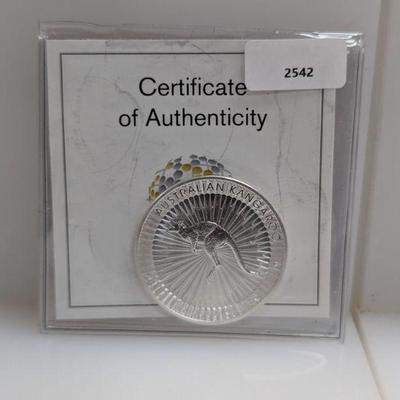 2542
Certificate
of Authenticity
AUSTRALIAN KANGAROO